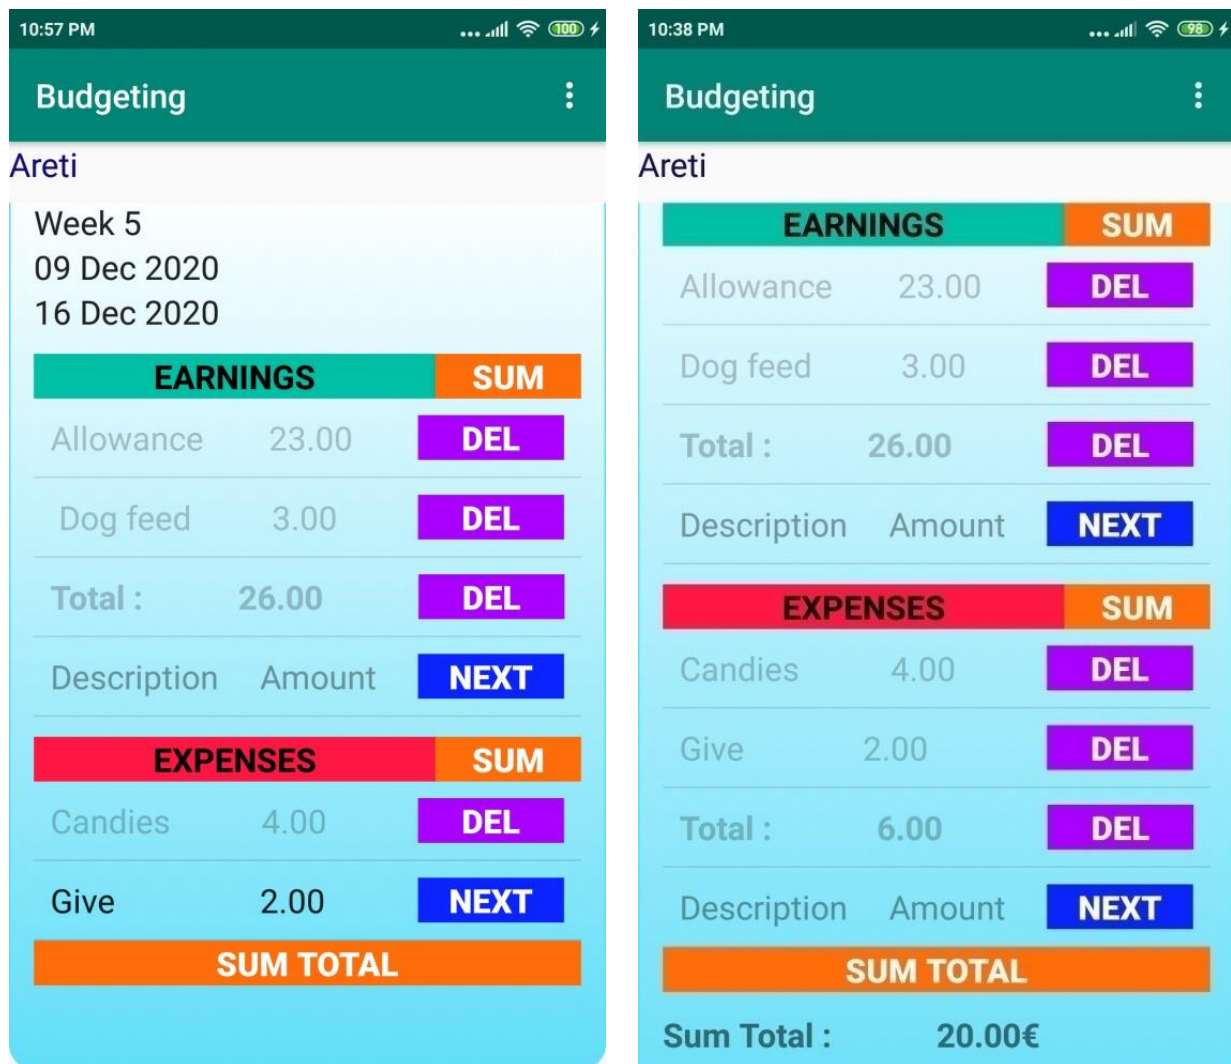 10:57 PM 100
Budgeting
Areti
Week 5
09 Dec 2020
16 Dec 2020
EARNINGS SUM
Allowance 23.00 DEL
Dog feed 3.00 DEL
Total : 26.00 DEL
Description Amount NEXT
EXPENSES SUM
Candies 4.00 DEL
Give 2.00 NEXT
SUM TOTAL
10:38 PM 98
Budgeting
Areti
EARNINGS SUM
Allowance 23.00 DEL
Dog feed 3.00 DEL
Total : 26.00 DEL
Description Amount NEXT
EXPENSES SUM
Candies 4.00 DEL
Give 2.00 DEL
Total : 6.00 DEL
Description Amount NEXT
SUM TOTAL
Sum Total : 20.00€